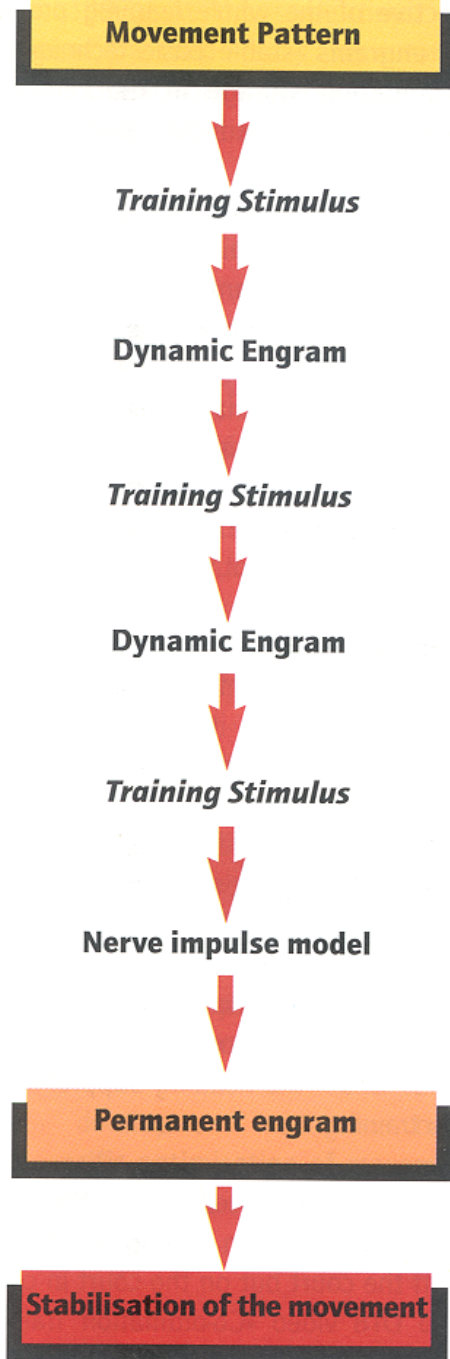 Movement Pattern
Training Stimulus
Dynamic Engram
Training Stimulus
Dynamic Engram
Training Stimulus
Nerve impulse model
Permanent engram
Stabilisation of the movement